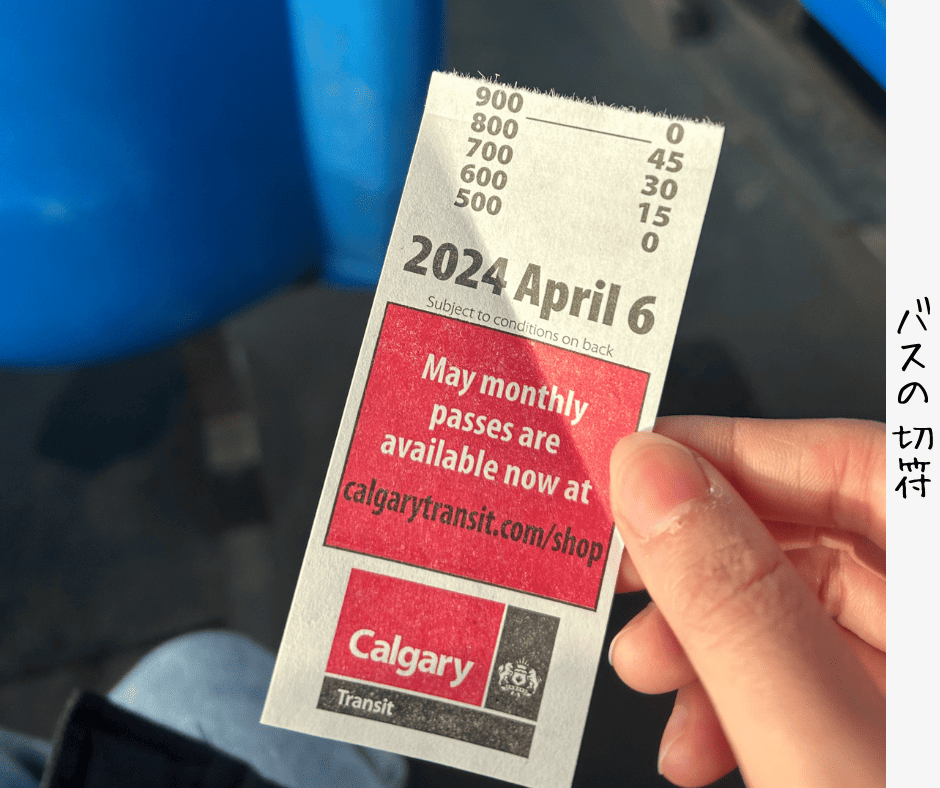 900
800
700
600
500
0
45
30
15
0
2024 April 6
Subject to conditions on back
May monthly
passes are
available now at
calgarytransit.com/shop
Calgary
Transit
バスの切符